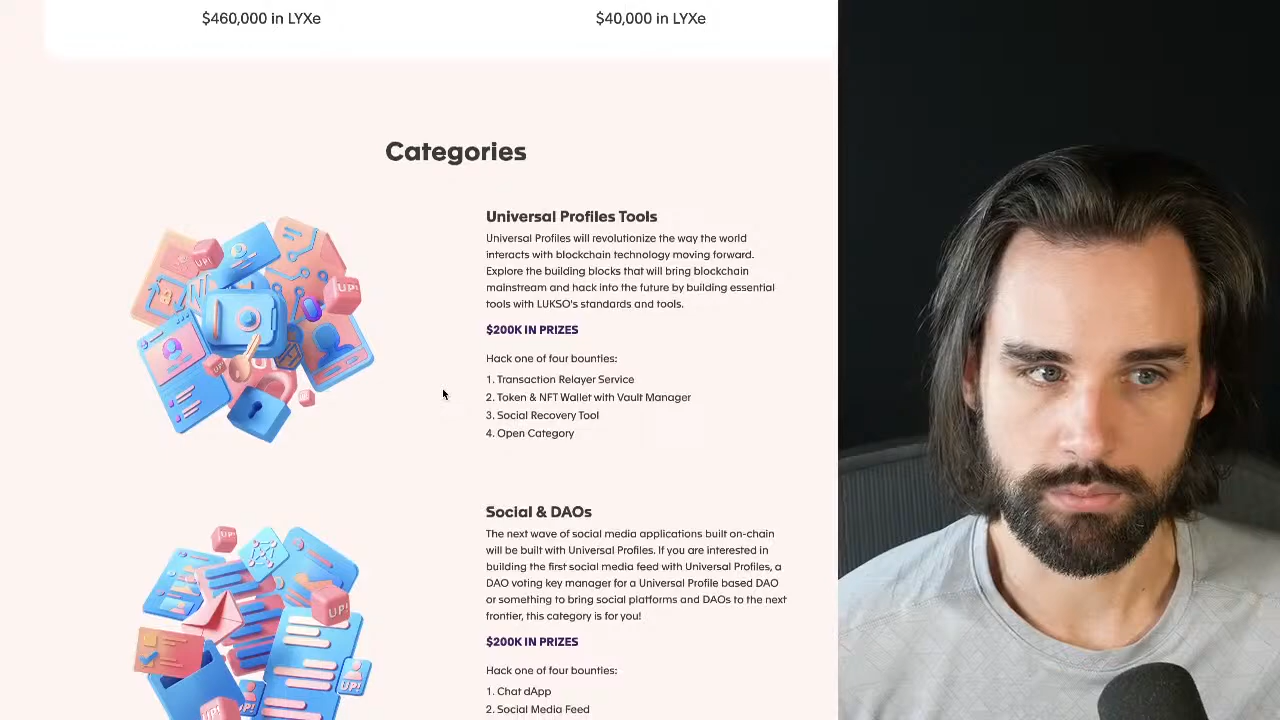 $460,000 in LYXe
$40,000 in LYXe
Categories
Universal Profiles Tools
Universal Profiles will revolutionize the way the world
interacts with blockchain technology moving forward.
Explore the building blocks that will bring blockchain
mainstream and hack into the future by building essential
tools with LUKSO's standards and tools.
$200K IN PRIZES
Hack one of four bounties:
1. Transaction Relayer Service
2. Token & NFT Wallet with Vault Manager
3. Social Recovery Tool
4. Open Category
UP!
UP!
Social & DAOs
The next wave of social media applications built on-chain
will be built with Universal Profiles. If you are interested in
building the first social media feed with Universal Profiles, a
DAO voting key manager for a Universal Profile based DAO
or something to bring social platforms and DAOs to the next
frontier, this category is for you!
$200K IN PRIZES
Hack one of four bounties:
1. Chat dApp
2. Social Media Feed
UP!
UP!
UP!
UP!
UP!